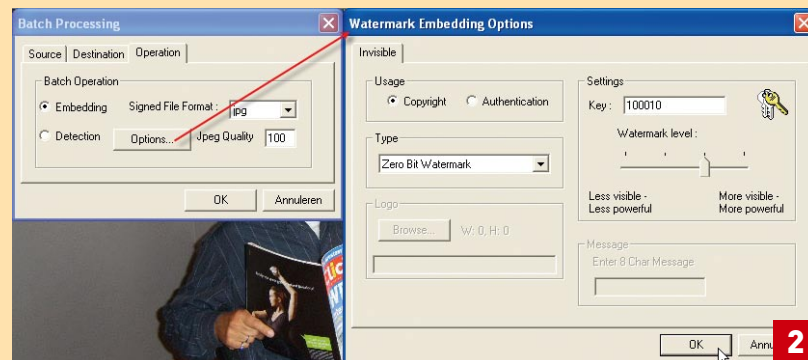 Batch Processing
Source
Destination
Operation
Batch Operation
Embedding
Signed File Format :
jpg
Detection
Options...
Jpeg Quality
100
OK
Annuleren
Watermark Embedding Options
Invisible
Usage
Copyright
Authentication
Type
Zero Bit Watermark
Logo
Browse...
W: 0, H: 0
Settings
Key :
100010
Watermark level :
Less visible -
Less powerful
More visible -
More powerful
Message
Enter 8 Char Message
OK
2